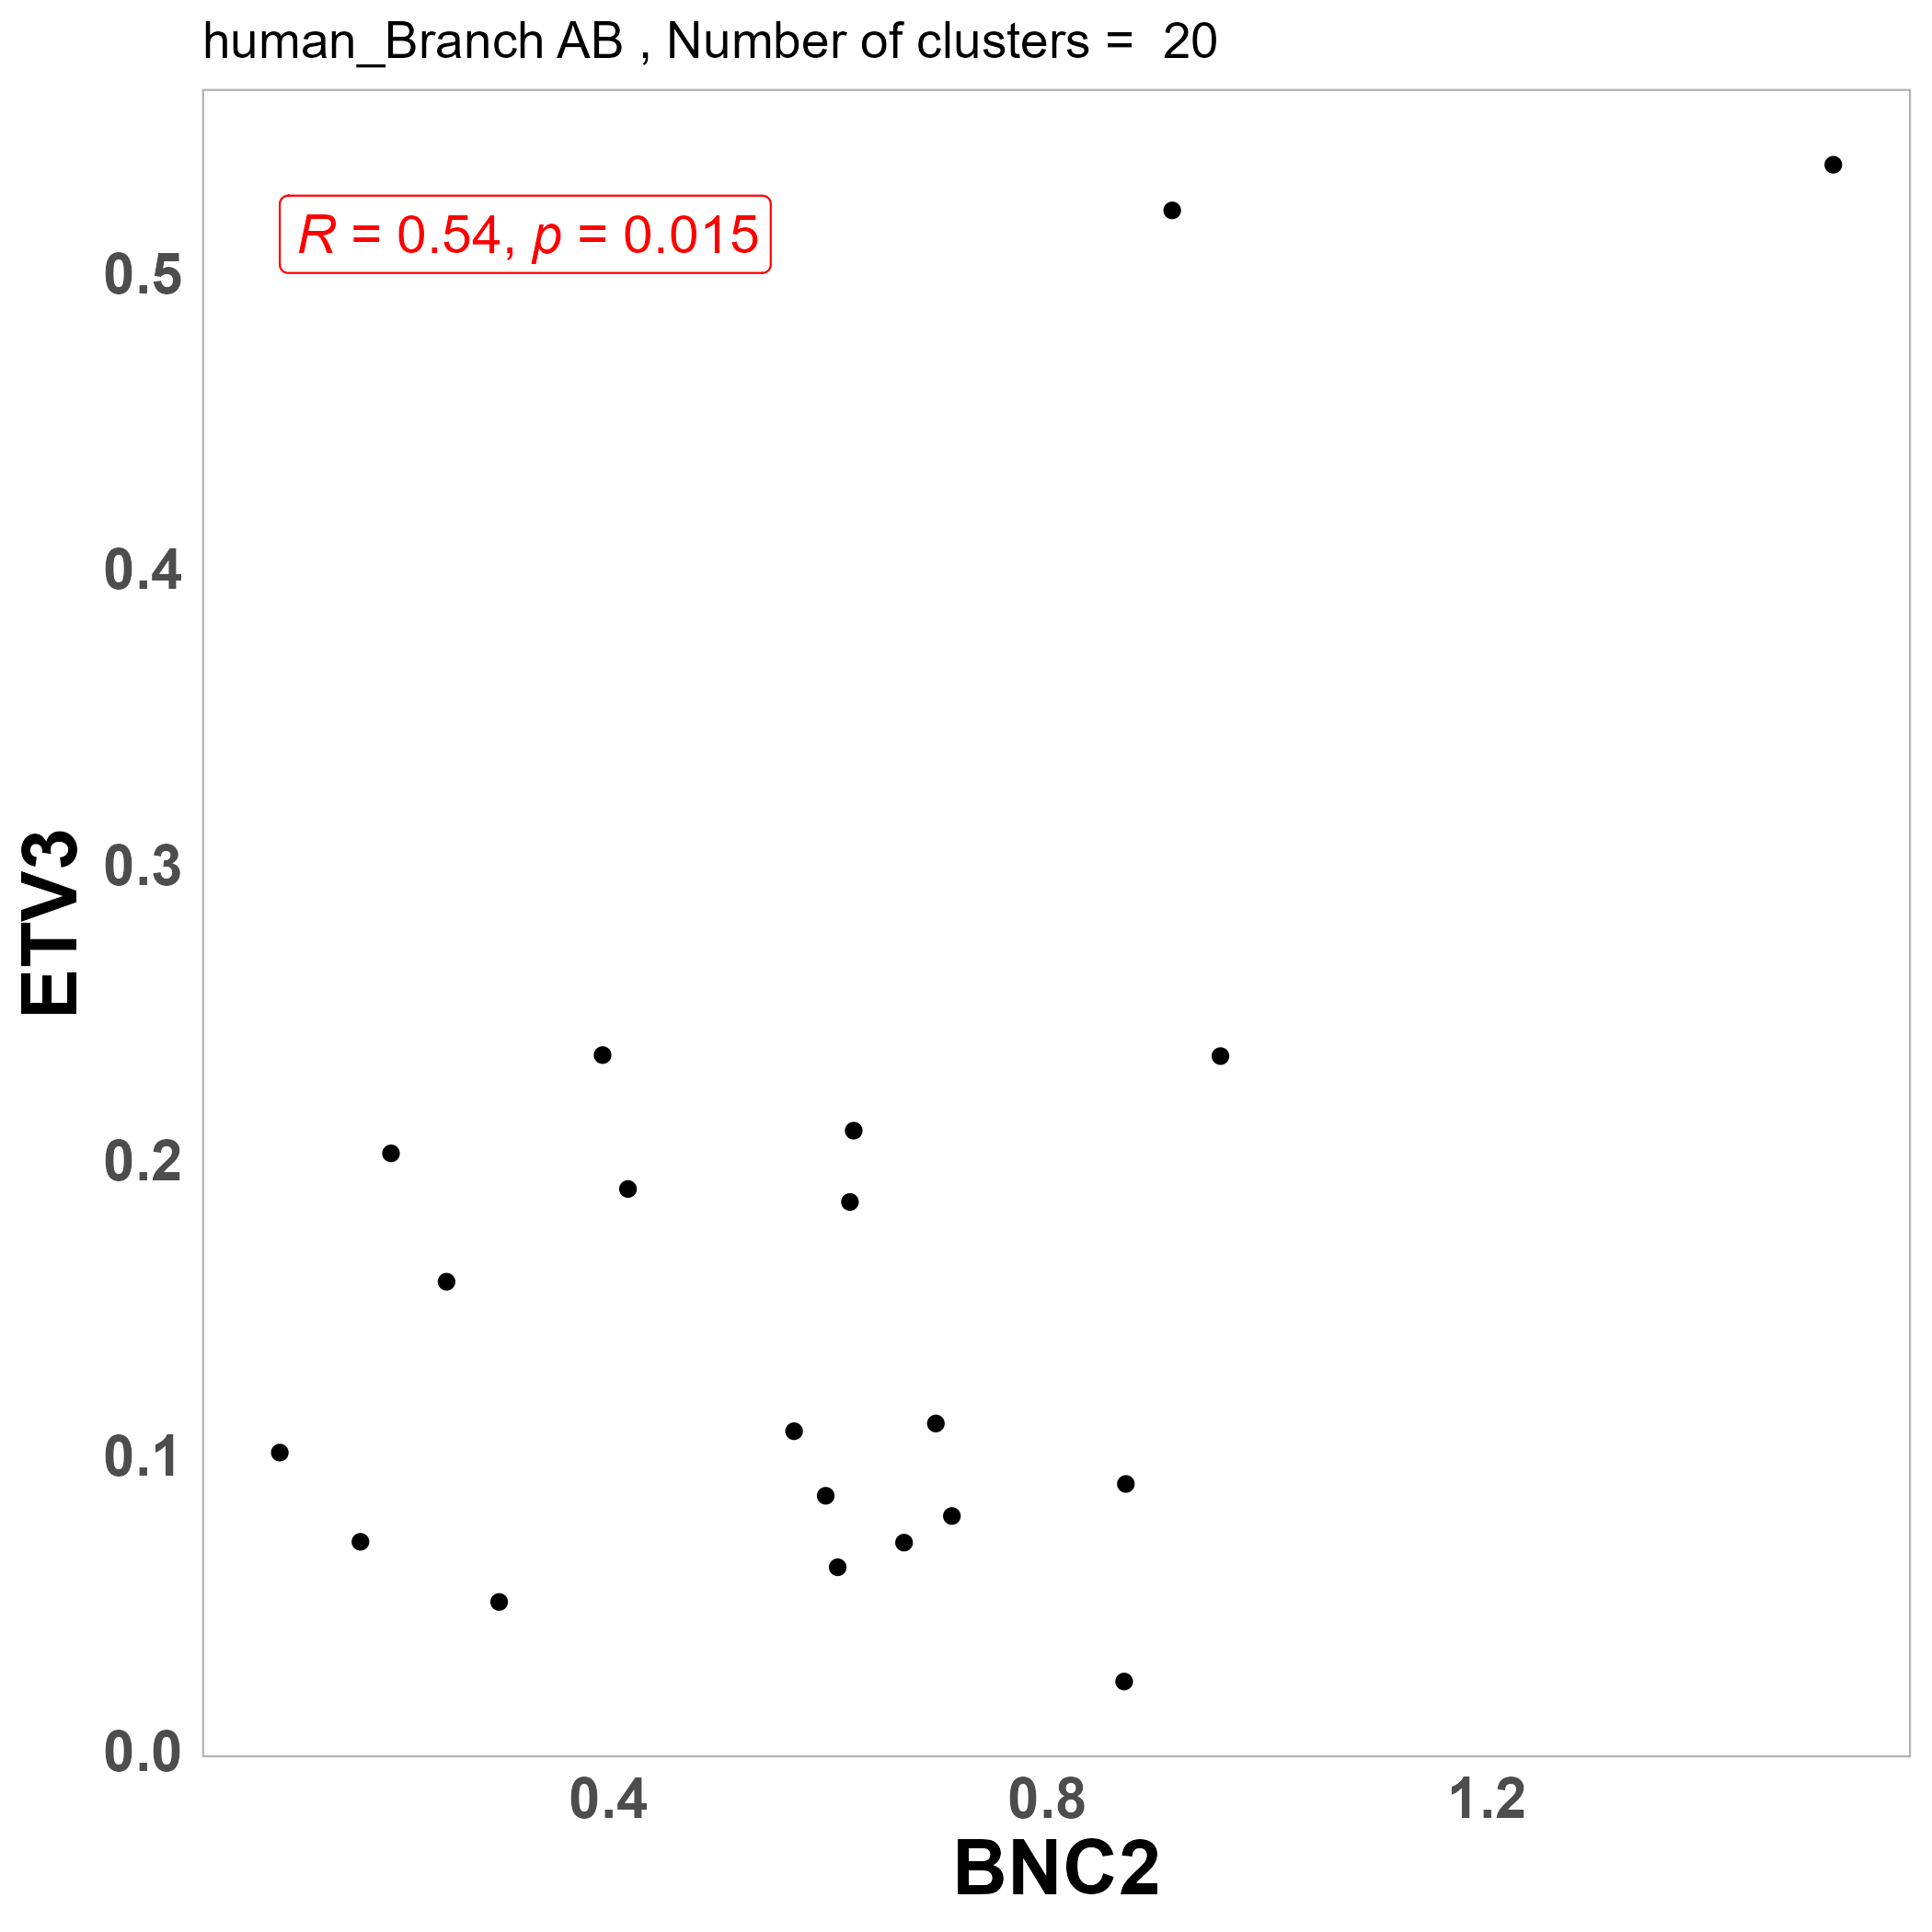 human_Branch AB , Number of clusters =  20
R = 0.54, p = 0.015
0.5
0.4
0.3
0.2
0.1
0.0
ETV3
0.4 0.8 1.2
BNC2